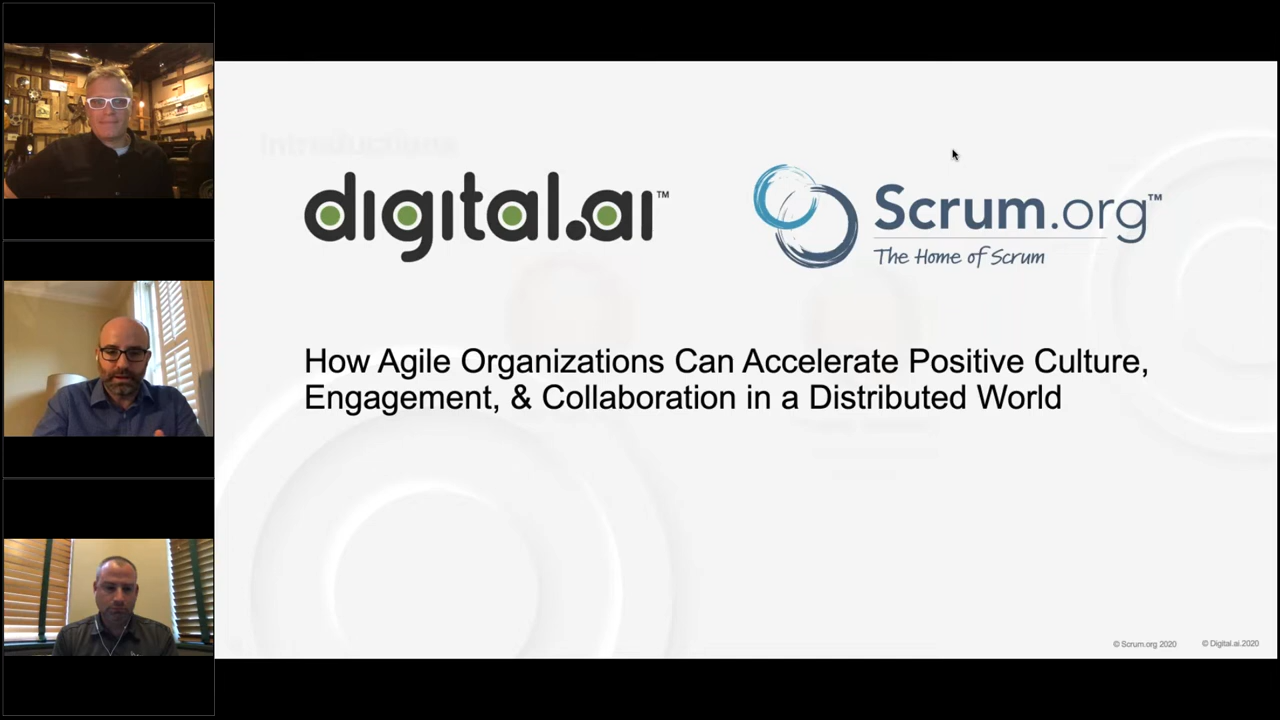 Introductions
digital.ai™
Scrum.org™
The Home of Scrum
How Agile Organizations Can Accelerate Positive Culture,
Engagement, & Collaboration in a Distributed World
© Scrum.org 2020
© Digital.ai.2020